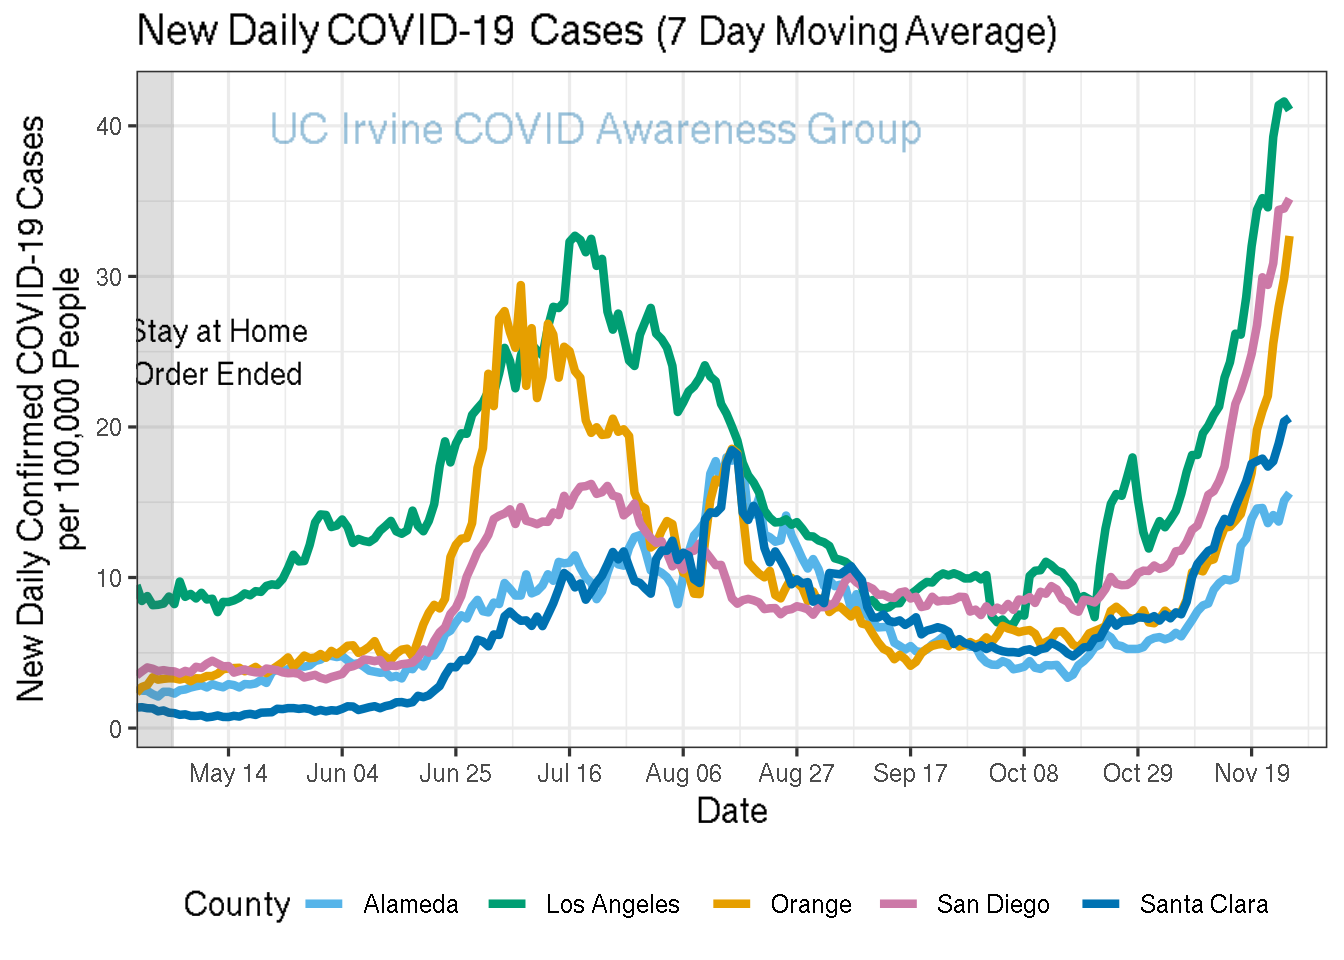 New Daily COVID-19 Cases (7 Day Moving Average)
UC Irvine COVID Awareness Group
New Daily Confirmed COVID-19 Cases
per 100,000 People
40
30
20
10
0
Stay at Home
Order Ended
May 14 Jun 04 Jun 25 Jul 16 Aug 06 Aug 27 Sep 17 Oct 08 Oct 29 Nov 19
Date
County Alameda Los Angeles Orange San Diego Santa Clara